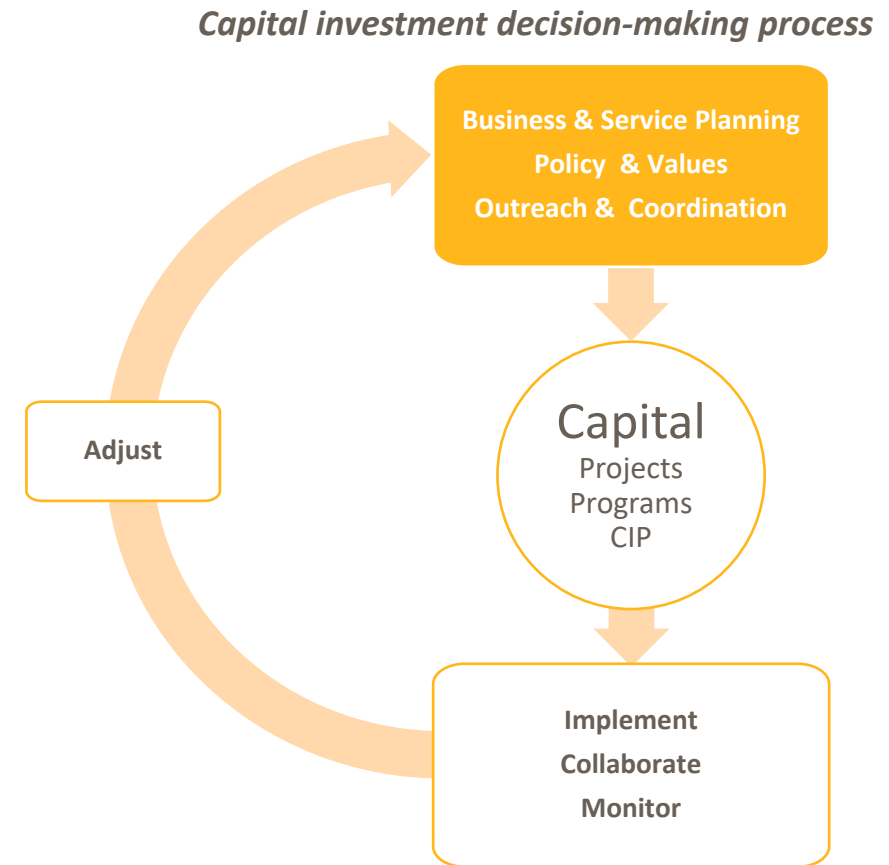 Capital investment decision-making process
Business & Service Planning
Policy & Values
Outreach & Coordination
Capital
Projects
Programs
CIP
Adjust
Implement
Collaborate
Monitor